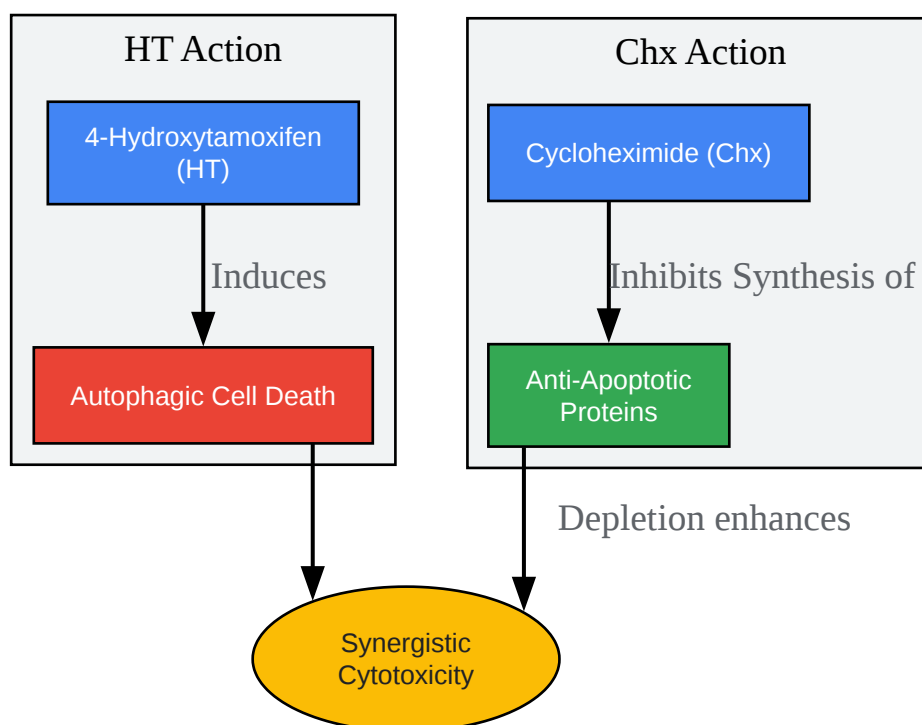 HT Action
4-Hydroxytamoxifen
(HT)
Induces
Autophagic Cell Death
Chx Action
Cycloheximide (Chx)
Inhibits Synthesis of
Anti-Apoptotic
Proteins
Depletion enhances
Synergistic
Cytotoxicity